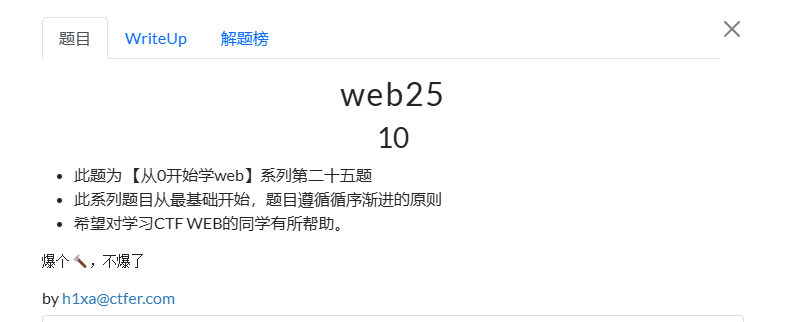 题目 WriteUp 解题榜
web25
10
此题为 【从0开始学web】系列第二十五题
此系列题目从最基础开始，题目遵循循序渐进的原则
希望对学习CTF WEB的同学有所帮助。
爆个🔨，不爆了
by h1xa@ctfer.com